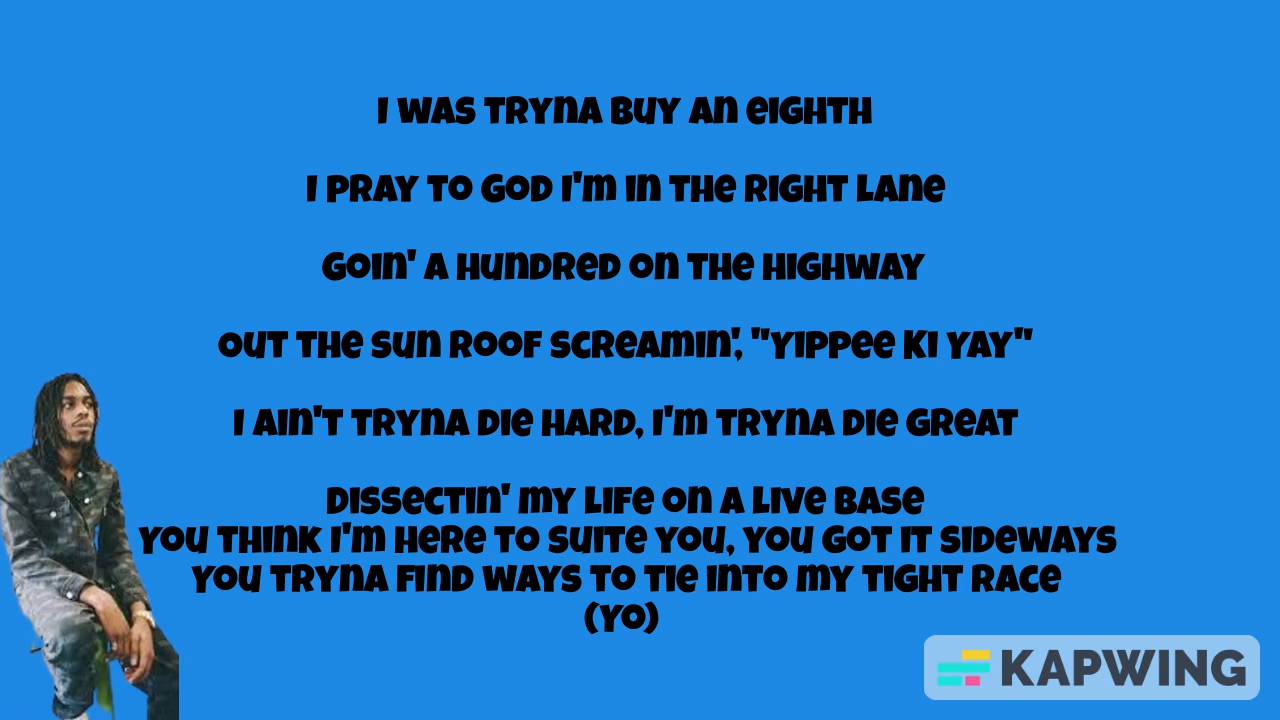 I was tryna buy an eighth
I pray to God I'm in the right lane
Goin' a hundred on the highway
Out the sun roof screamin', "Yippee ki yay"
I ain't tryna die hard, I'm tryna die great
Dissectin' my life on a live base
You think I'm here to suite you, you got it sideways
You tryna find ways to tie into my tight race
(Yo)
KAPWING